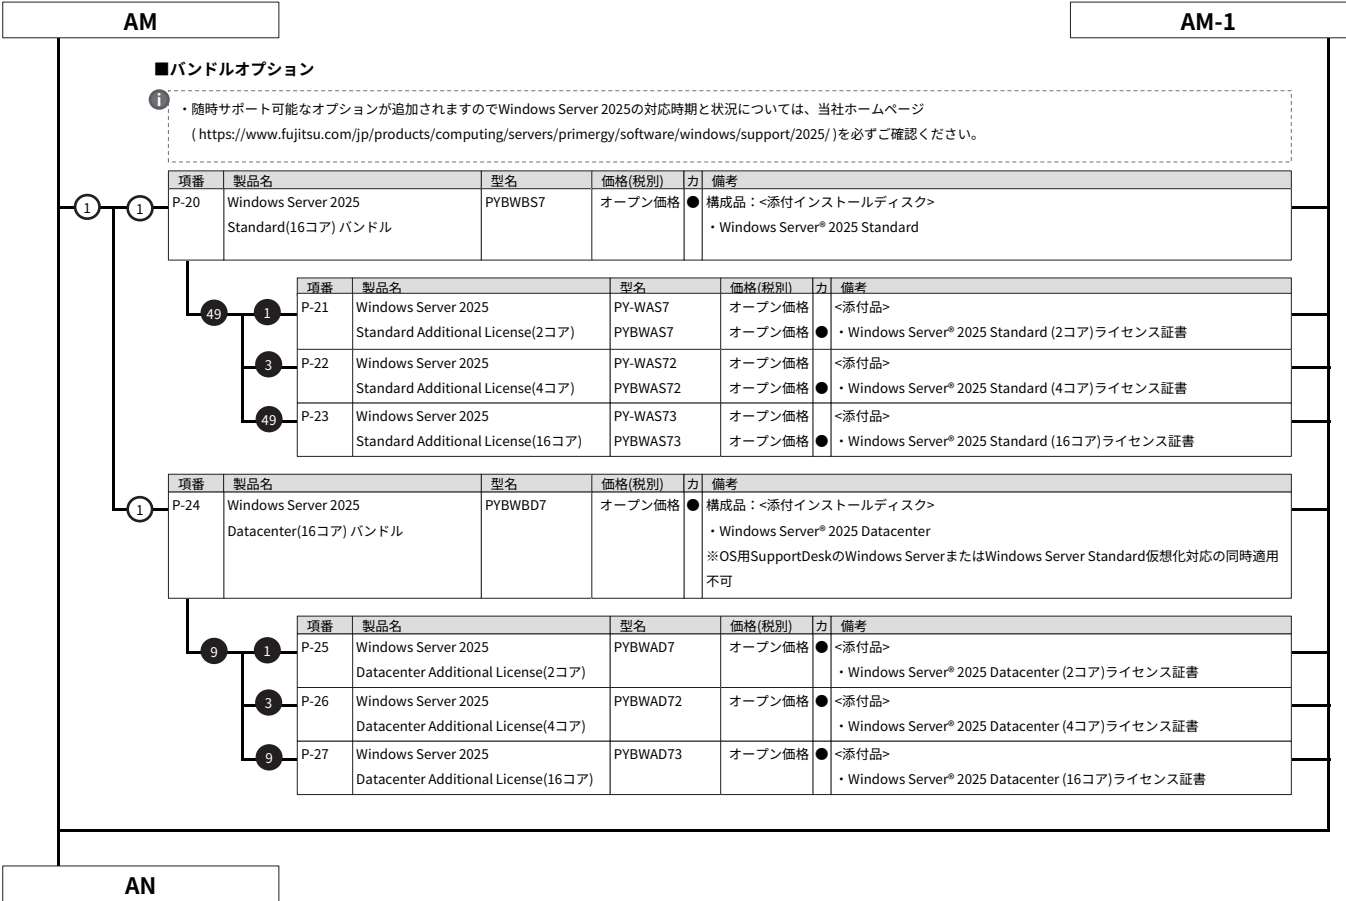 AM
AM-1
■バンドルオプション
i
・随時サポート可能なオプションが追加されますのでWindows Server 2025の対応時期と状況については、当社ホームページ
( https://www.fujitsu.com/jp/products/computing/servers/primergy/software/windows/support/2025/ )を必ずご確認ください。
項番 製品名 型名 価格(税別) カ 備考
1 1 P-20 Windows Server 2025 PYBWBS7 オープン価格 ● 構成品：<添付インストールディスク>
Standard(16コア) バンドル ・Windows Server® 2025 Standard
項番 製品名 型名 価格(税別) カ 備考
49 1 P-21 Windows Server 2025 PY-WAS7 オープン価格 <添付品>
Standard Additional License(2コア) PYBWAS7 オープン価格 ● ・Windows Server® 2025 Standard (2コア)ライセンス証書
3 P-22 Windows Server 2025 PY-WAS72 オープン価格 <添付品>
Standard Additional License(4コア) PYBWAS72 オープン価格 ● ・Windows Server® 2025 Standard (4コア)ライセンス証書
49 P-23 Windows Server 2025 PY-WAS73 オープン価格 <添付品>
Standard Additional License(16コア) PYBWAS73 オープン価格 ● ・Windows Server® 2025 Standard (16コア)ライセンス証書
項番 製品名 型名 価格(税別) カ 備考
1 P-24 Windows Server 2025 PYBWBD7 オープン価格 ● 構成品：<添付インストールディスク>
Datacenter(16コア) バンドル ・Windows Server® 2025 Datacenter
※OS用SupportDeskのWindows ServerまたはWindows Server Standard仮想化対応の同時適用
不可
項番 製品名 型名 価格(税別) カ 備考
9 1 P-25 Windows Server 2025 PYBWAD7 オープン価格 ● <添付品>
Datacenter Additional License(2コア) ・Windows Server® 2025 Datacenter (2コア)ライセンス証書
3 P-26 Windows Server 2025 PYBWAD72 オープン価格 ● <添付品>
Datacenter Additional License(4コア) ・Windows Server® 2025 Datacenter (4コア)ライセンス証書
9 P-27 Windows Server 2025 PYBWAD73 オープン価格 ● <添付品>
Datacenter Additional License(16コア) ・Windows Server® 2025 Datacenter (16コア)ライセンス証書
AN